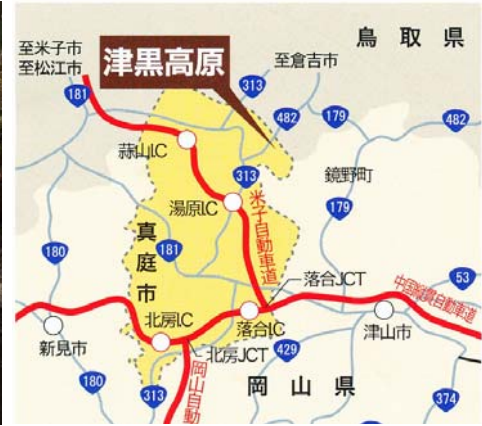 鳥取県
至米子市
至松江市
津黒高原
至倉吉市
181
313
482
179
482
蒜山I.C
鏡野町
313
湯原I.C
179
米子自動車道
真庭市
181
180
落合JCT
53
中国縦貫自動車道
北房I.C
落合I.C
津山市
新見市
北房JCT
429
岡山県
180
岡山自動
313
374